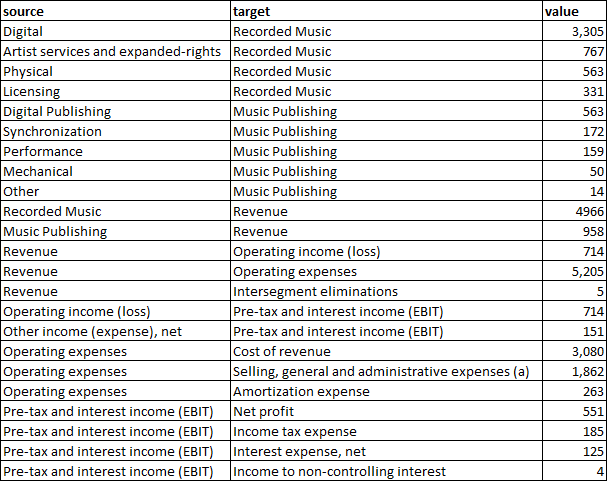 source target value
Digital Recorded Music 3,305
Artist services and expanded-rights Recorded Music 767
Physical Recorded Music 563
Licensing Recorded Music 331
Digital Publishing Music Publishing 563
Synchronization Music Publishing 172
Performance Music Publishing 159
Mechanical Music Publishing 50
Other Music Publishing 14
Recorded Music Revenue 4966
Music Publishing Revenue 958
Revenue Operating income (loss) 714
Revenue Operating expenses 5,205
Revenue Intersegment eliminations 5
Operating income (loss) Pre-tax and interest income (EBIT) 714
Other income (expense), net Pre-tax and interest income (EBIT) 151
Operating expenses Cost of revenue 3,080
Operating expenses Selling, general and administrative expenses (a) 1,862
Operating expenses Amortization expense 263
Pre-tax and interest income (EBIT) Net profit 551
Pre-tax and interest income (EBIT) Income tax expense 185
Pre-tax and interest income (EBIT) Interest expense, net 125
Pre-tax and interest income (EBIT) Income to non-controlling interest 4